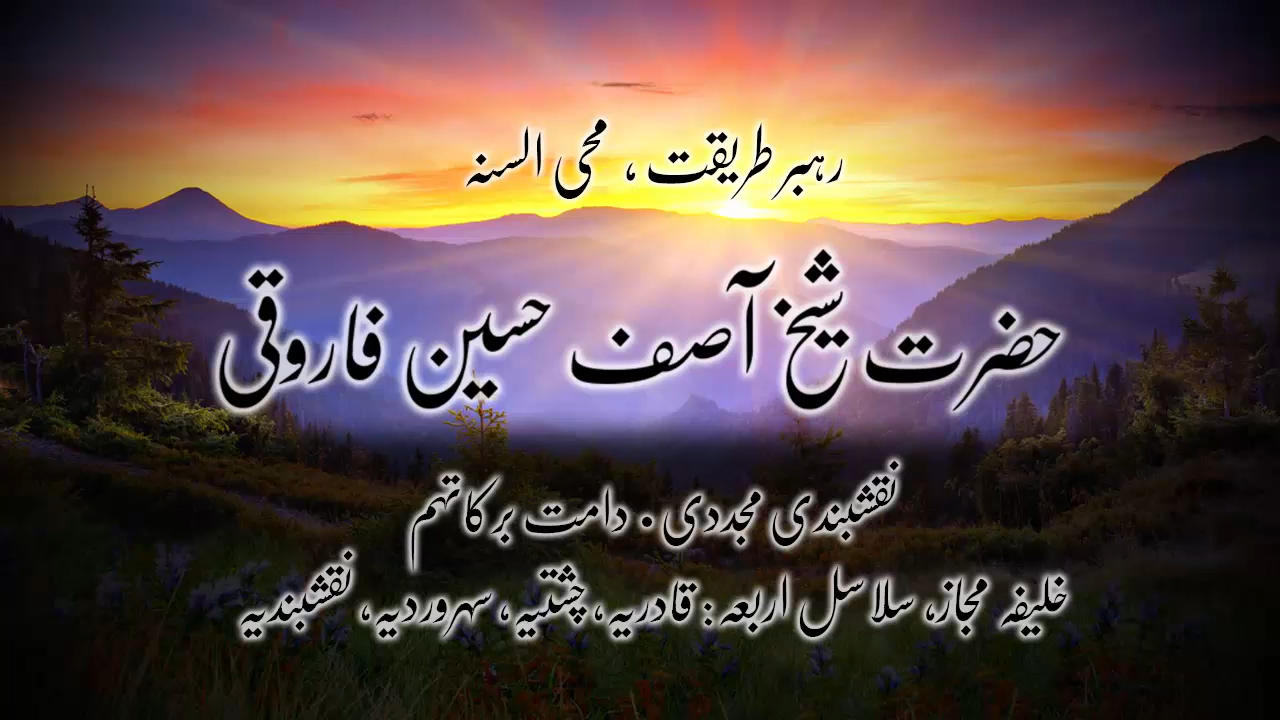 رہبر طریقت ، محی السنہ
حضرت شیخ آصف حسین فاروقی
نقشبندی مجددی . دامت برکاتہم
خلیفہ مجاز، سلاسل اربعہ : قادریہ، چشتیہ، سہروردیہ، نقشبندیہ